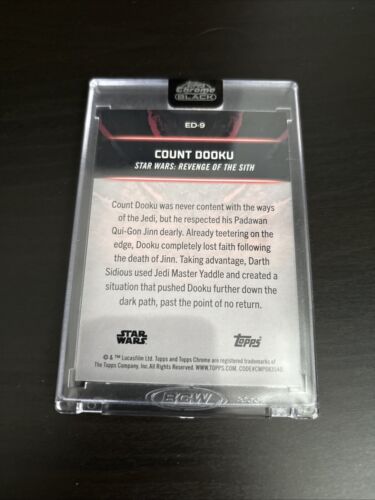 Topps
Chrome
BLACK
ED-9
COUNT DOOKU
STAR WARS: REVENGE OF THE SITH
Count Dooku was never content with the ways
of the Jedi, but he respected his Padawan
Qui-Gon Jinn dearly. Already teetering on the
edge, Dooku completely lost faith following
the death of Jinn. Taking advantage, Darth
Sidious used Jedi Master Yaddle and created a
situation that pushed Dooku further down the
dark path, past the point of no return.
STAR
WARS
Topps
© & ™ Lucasfilm Ltd. Topps and Topps Chrome are registered trademarks of
The Topps Company, Inc. All Rights Reserved. WWW.TOPPS.COM.
BCW